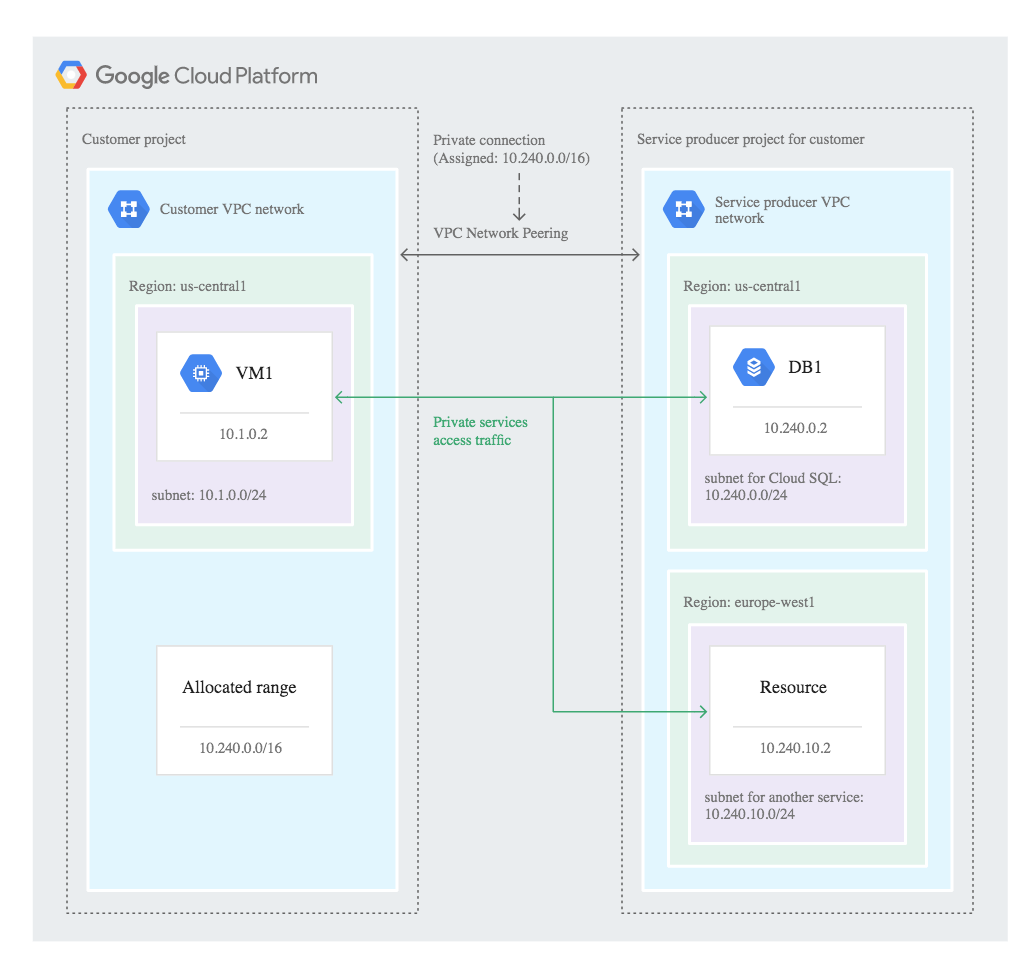 Google Cloud Platform
Customer project
Private connection
(Assigned: 10.240.0.0/16)
VPC Network Peering
Service producer project for customer
Customer VPC network
Region: us-central1
VM1
10.1.0.2
subnet: 10.1.0.0/24
Allocated range
10.240.0.0/16
Private services
access traffic
Service producer VPC
network
Region: us-central1
DB1
10.240.0.2
subnet for Cloud SQL:
10.240.0.0/24
Region: europe-west1
Resource
10.240.10.2
subnet for another service:
10.240.10.0/24